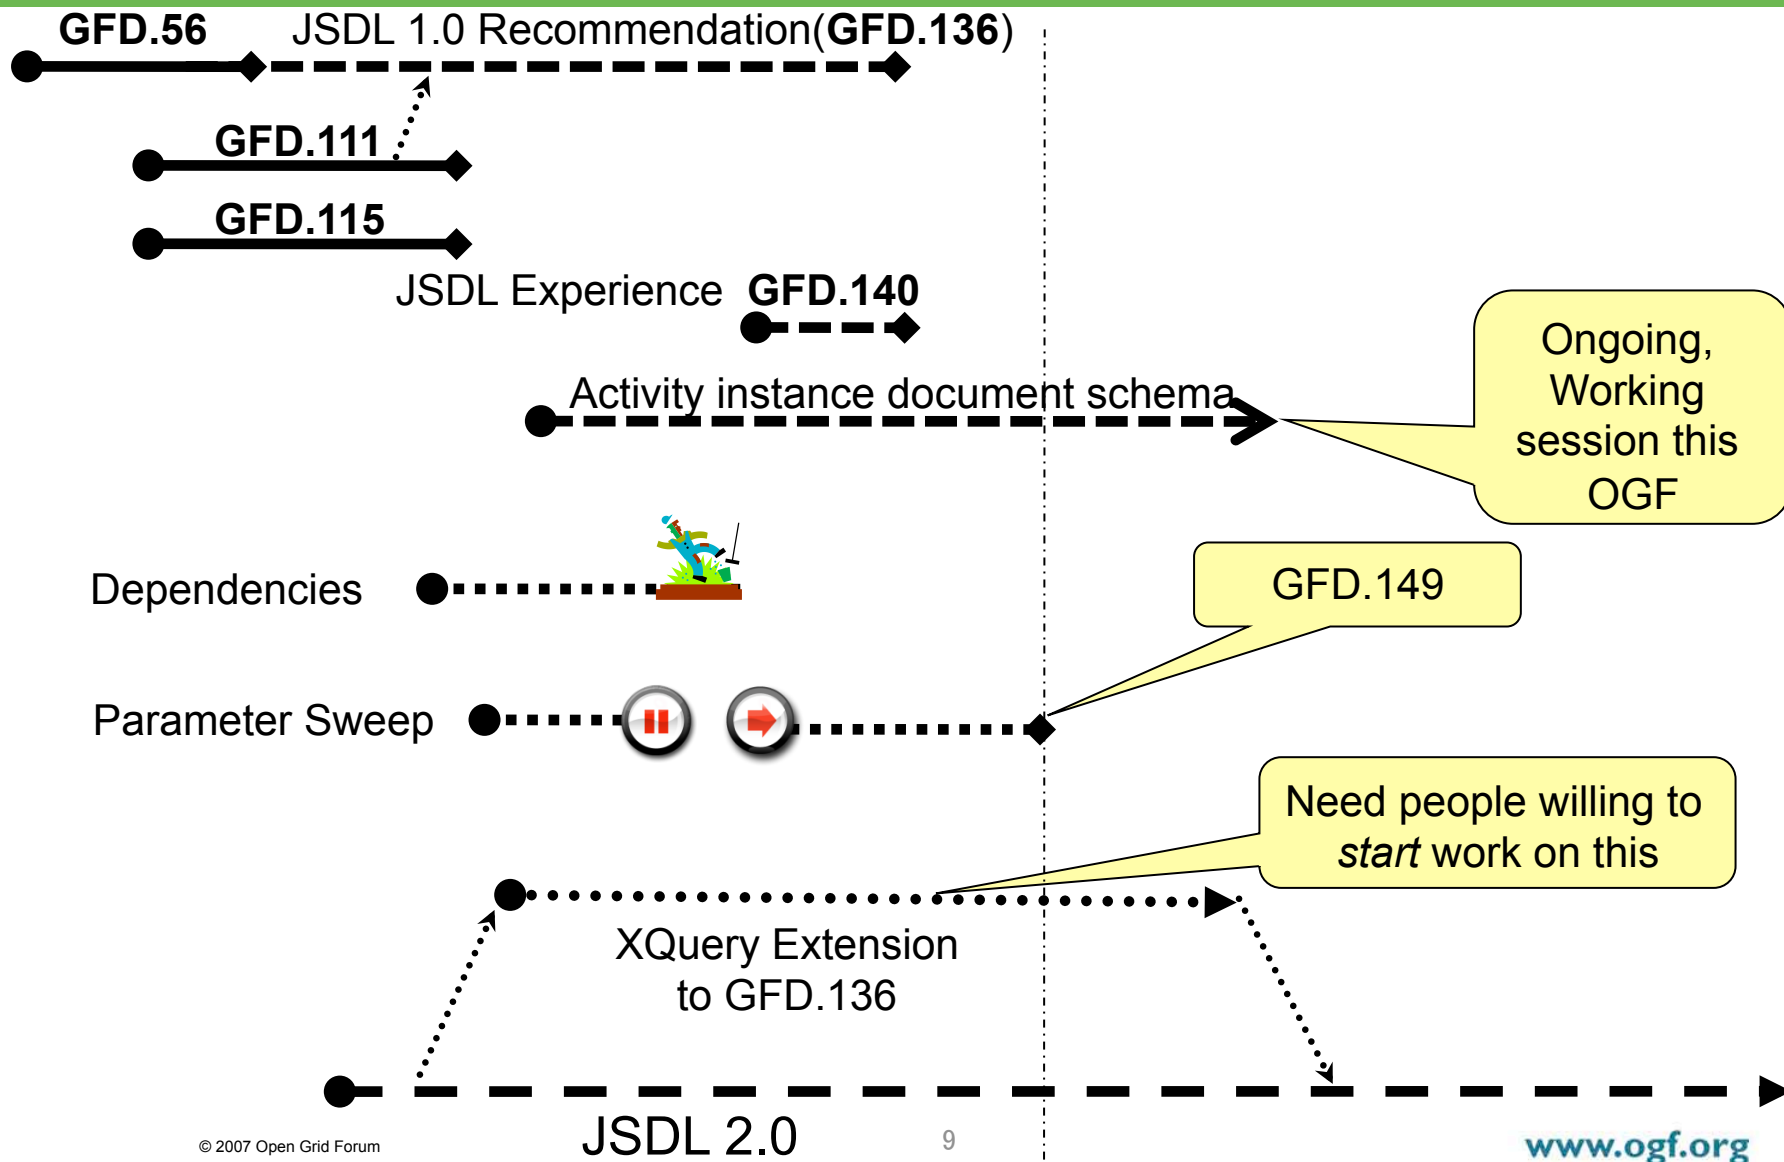 GFD.56
JSDL 1.0 Recommendation(GFD.136)
GFD.111
GFD.115
JSDL Experience GFD.140
Activity instance document schema
Ongoing,
Working
session this
OGF
Dependencies
GFD.149
Parameter Sweep
Need people willing to
start work on this
XQuery Extension
to GFD.136
JSDL 2.0
© 2007 Open Grid Forum
9
www.ogf.org